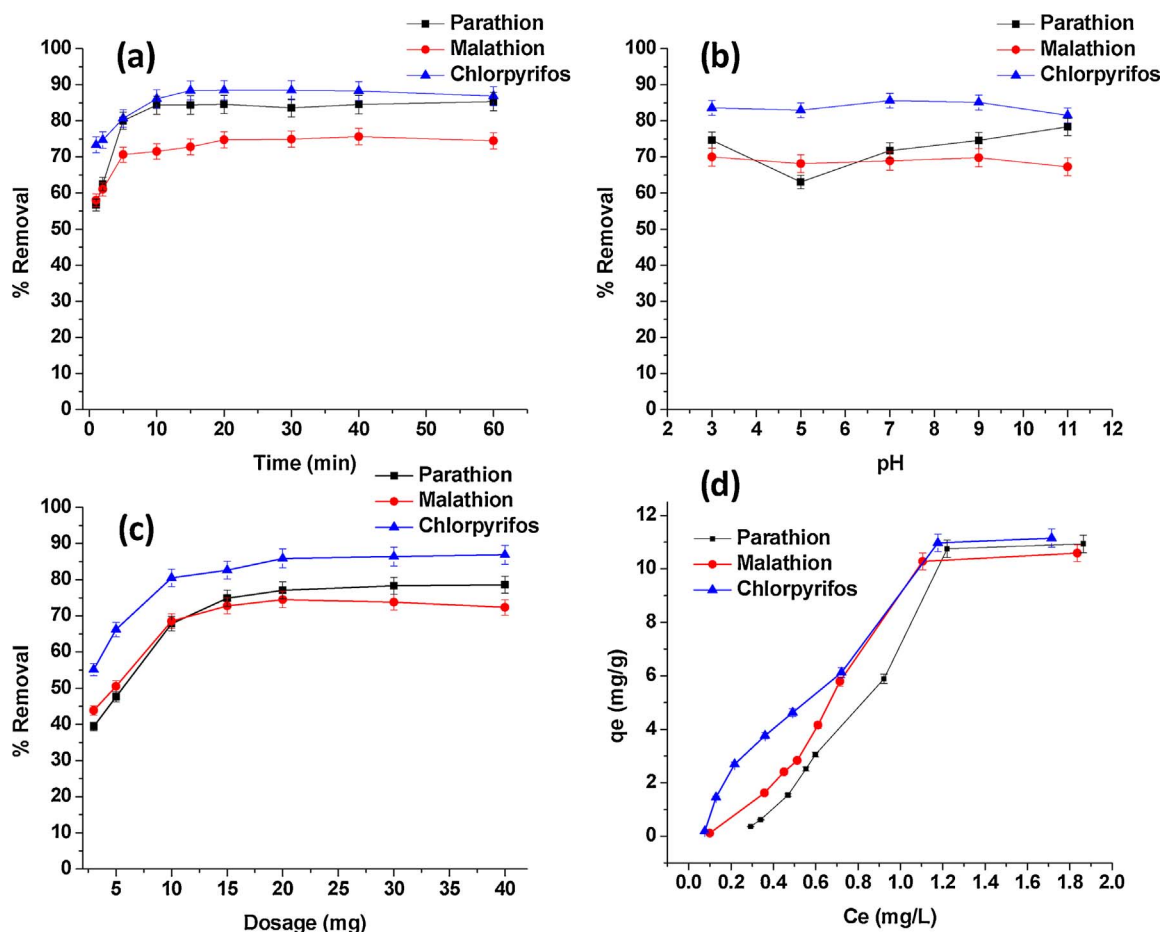 (a)
Parathion
Malathion
Chlorpyrifos
100
90
80
70
60
50
40
30
20
10
0
% Removal
0 10 20 30 40 50 60
Time (min)
(b)
Parathion
Malathion
Chlorpyrifos
100
90
80
70
60
50
40
30
20
10
0
% Removal
2 3 4 5 6 7 8 9 10 11 12
pH
(c)
Parathion
Malathion
Chlorpyrifos
100
90
80
70
60
50
40
30
20
10
0
% Removal
5 10 15 20 25 30 35 40
Dosage (mg)
(d)
Parathion
Malathion
Chlorpyrifos
12
10
8
6
4
2
0
qe (mg/g)
0.0 0.2 0.4 0.6 0.8 1.0 1.2 1.4 1.6 1.8 2.0
Ce (mg/L)